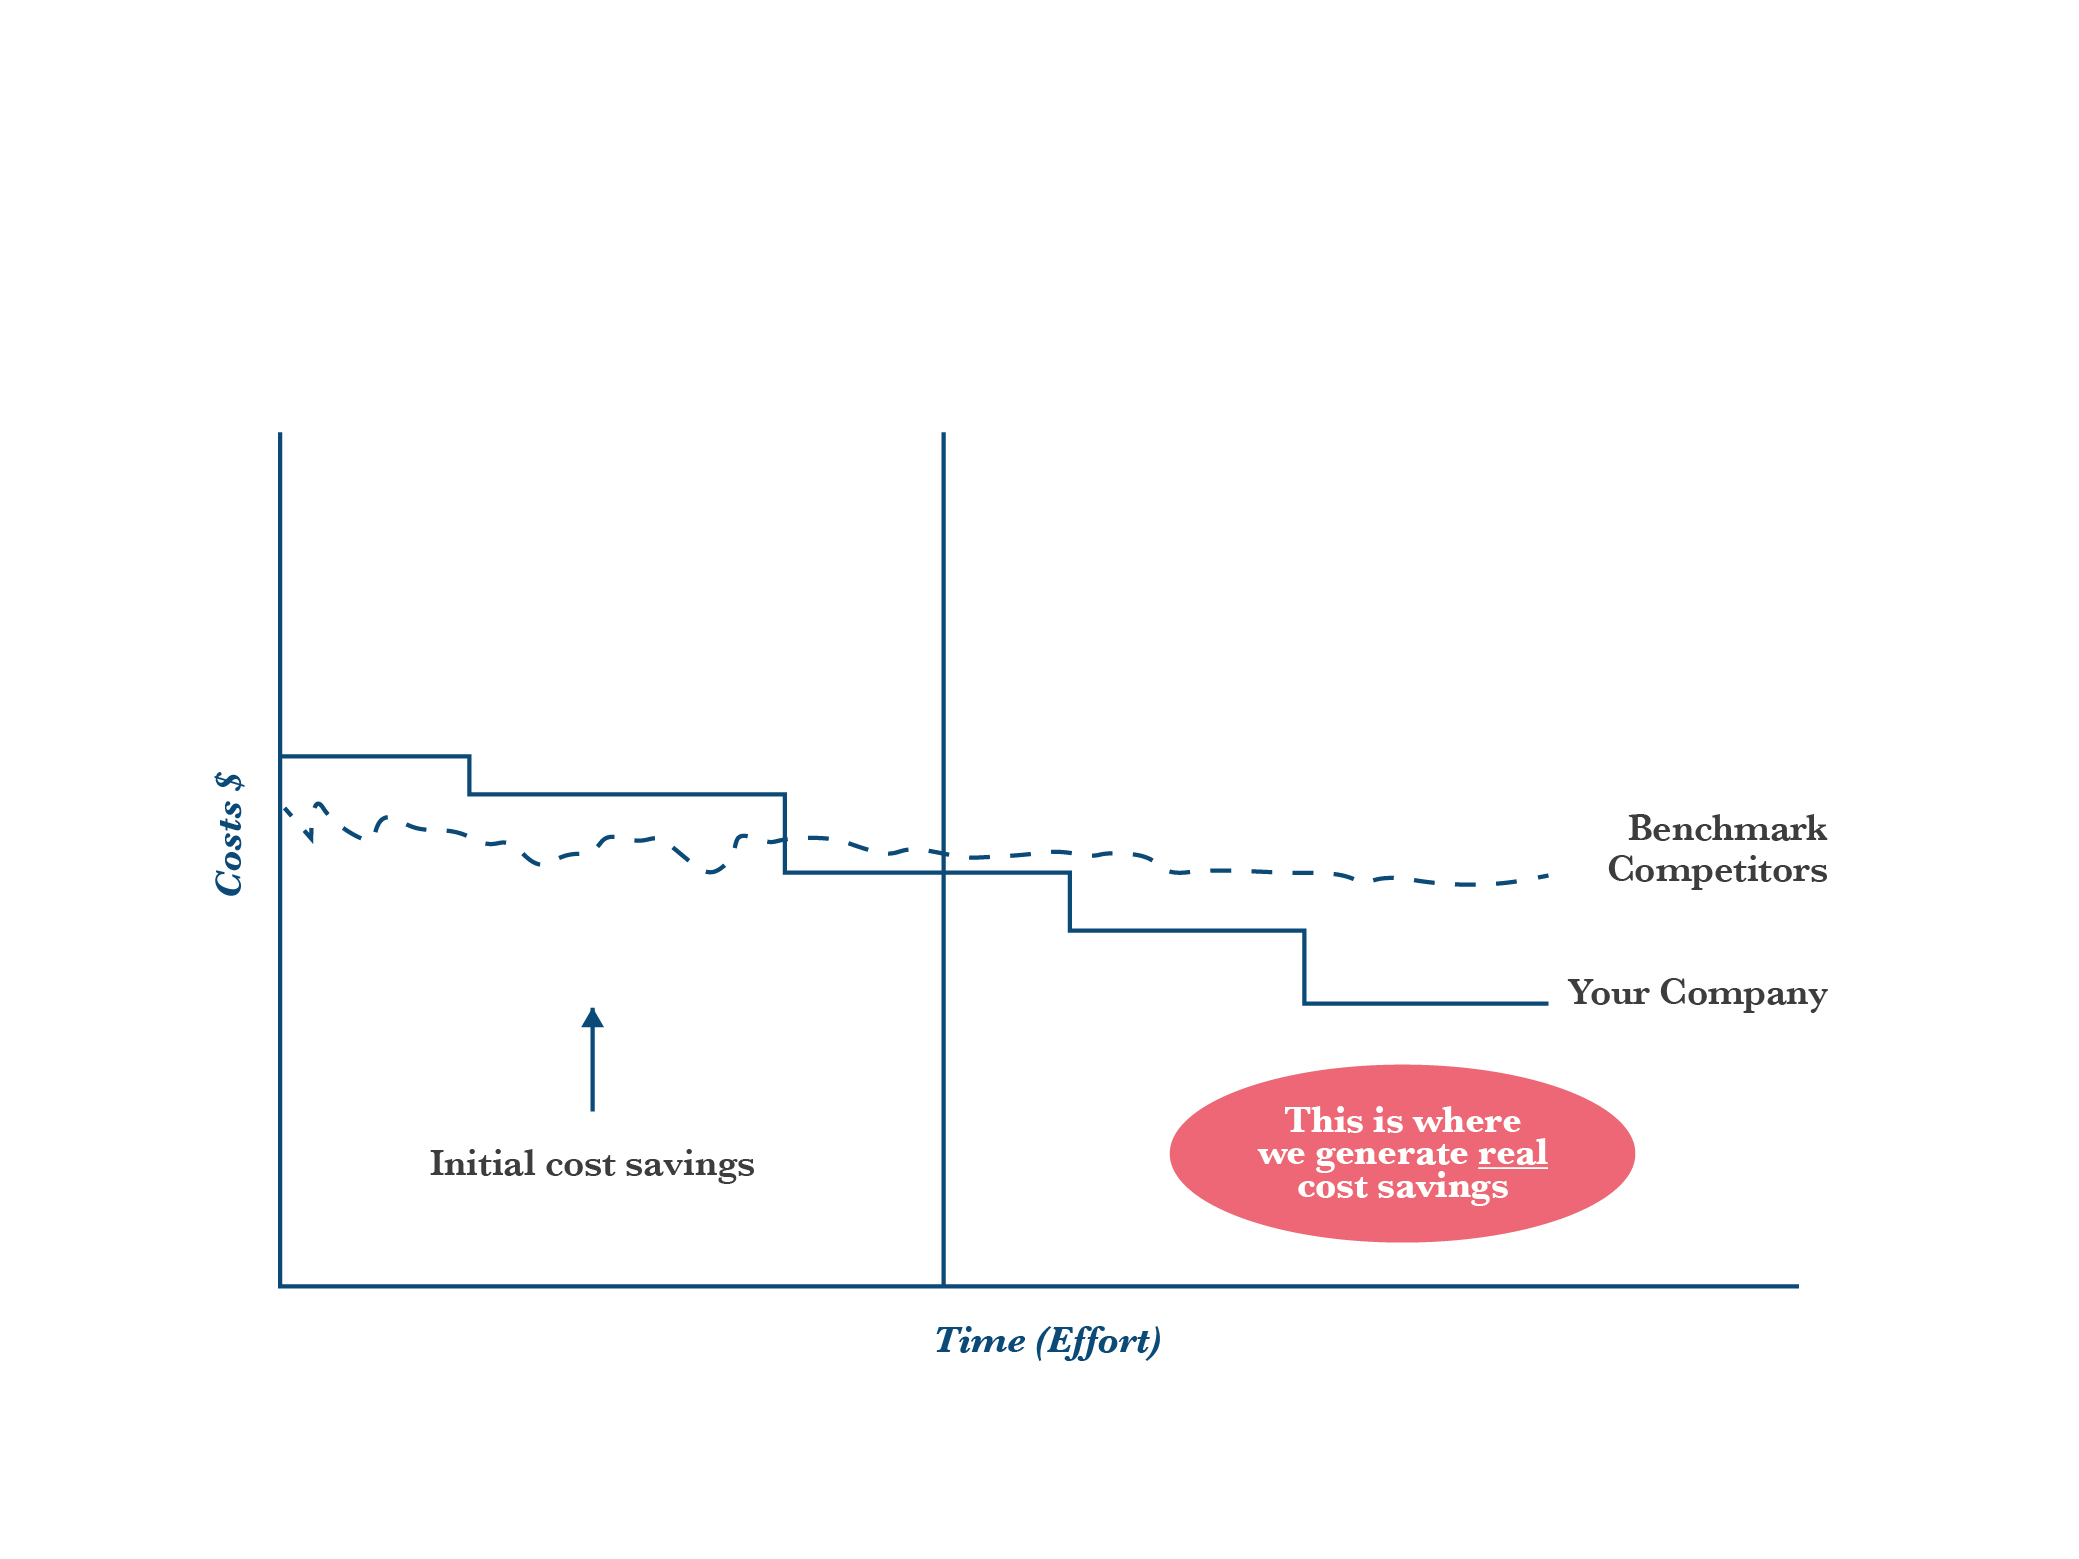 Costs $
Benchmark
Competitors
Your Company
Initial cost savings
This is where
we generate real
cost savings
Time (Effort)